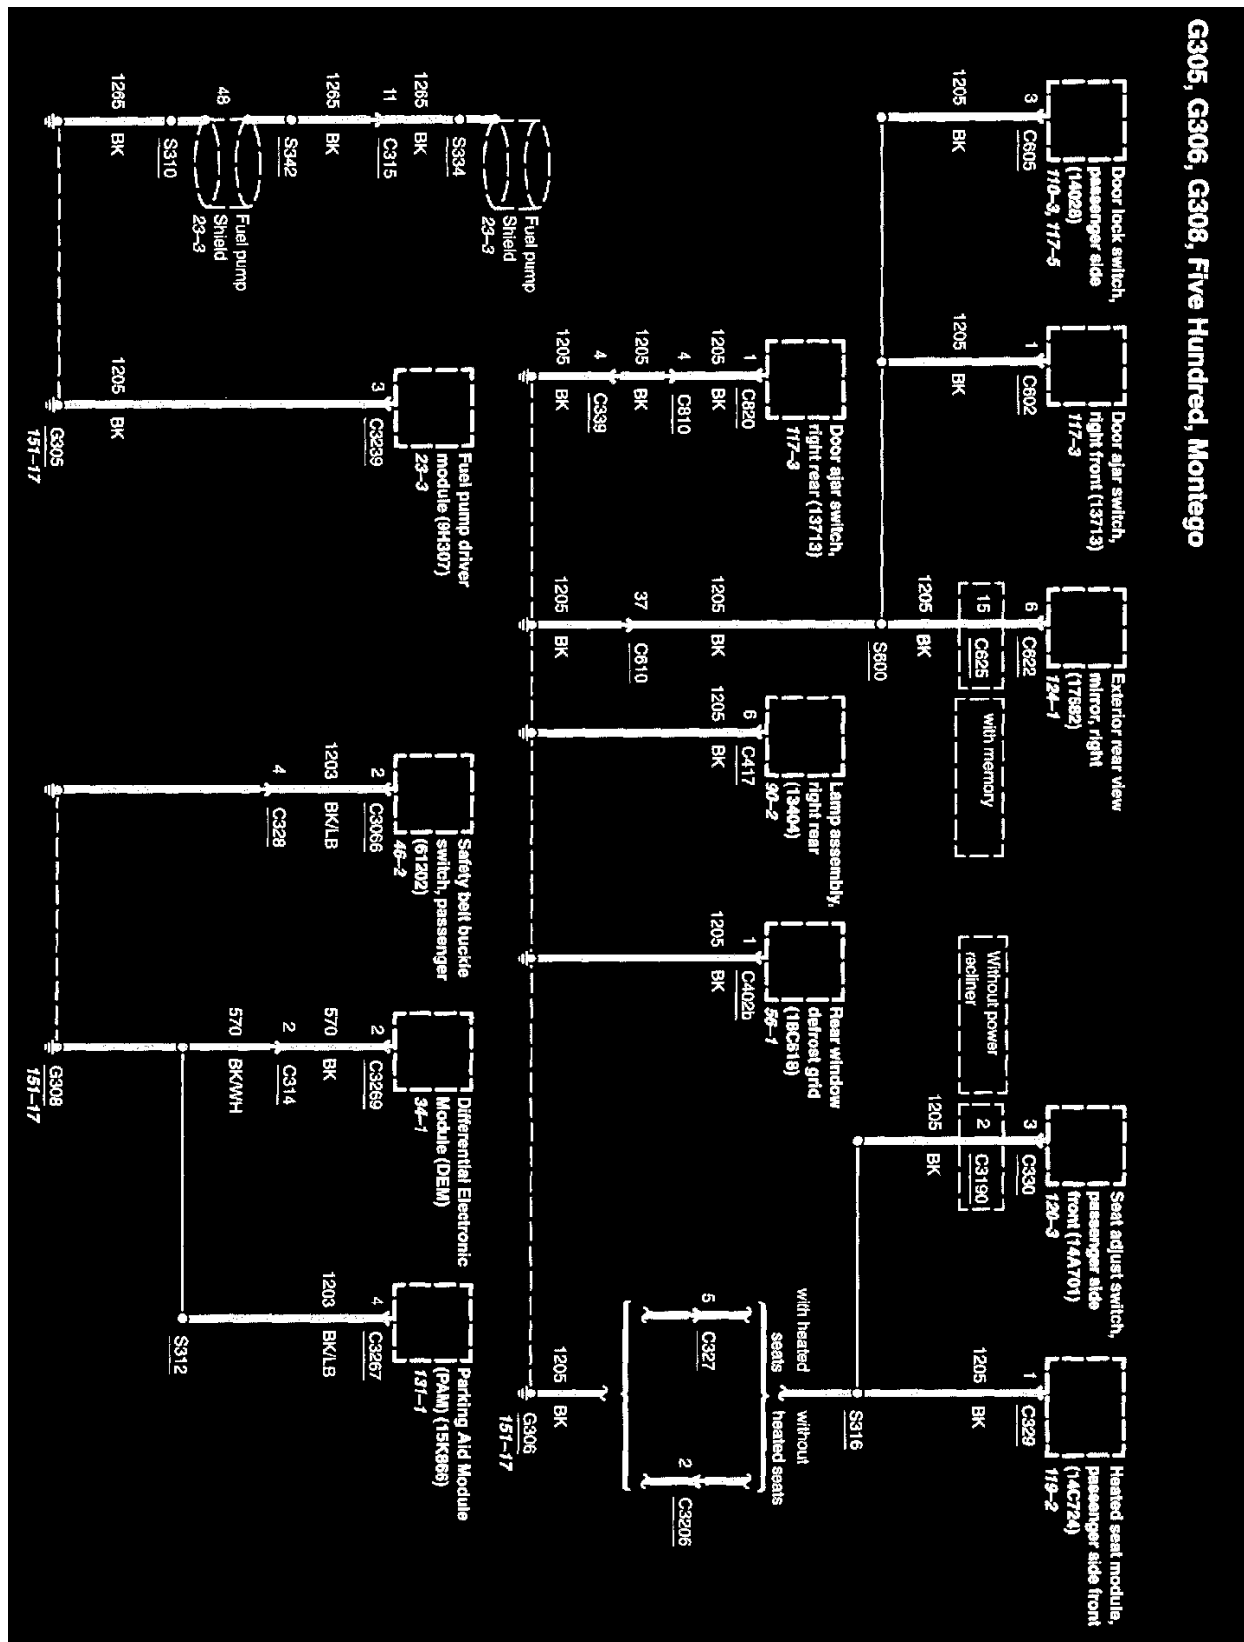 G305, G306, G308, Five Hundred, Montego
Door lock switch,
passenger side
(14028)
110–3, 117–5
3
C605
1205
BK
Door ajar switch,
right front (13713)
117–3
1
C602
1205
BK
Exterior rear view
mirror, right
(17682)
124–1
6
C622
15
C625
with memory
1205
BK
S600
Seat adjust switch,
passenger side
front (14A701)
120–3
3
C330
2
C3190
Without power
recliner
1205
BK
Heated seat module,
passenger side front
(14C724)
119–2
1
C329
1205
BK
S316
Door ajar switch,
right rear (13713)
117–3
1
C820
1205
BK
4
C810
1205
BK
4
C339
1205
BK
1205
BK
37
C610
1205
BK
Lamp assembly,
right rear
(13404)
90–2
6
C417
1205
BK
Rear window
defrost grid
(18C518)
56–1
1
C402b
1205
BK
with heated
seats
without
heated seats
5
C327
2
C3206
1205
BK
G306
151–17
Fuel pump
Shield
23–3
S334
1265
BK
11
C315
1265
BK
S342
48
Fuel pump
Shield
23–3
S310
1265
BK
Fuel pump driver
module (9H307)
23–3
3
C3239
1205
BK
G305
151–17
Safety belt buckle
switch, passenger
(61202)
46–2
2
C3066
1203
BK/LB
4
C328
Differential Electronic
Module (DEM)
34–1
2
C3269
570
BK
2
C314
570
BK/WH
G308
151–17
Parking Aid Module
(PAM) (15K866)
131–1
4
C3267
1203
BK/LB
S312